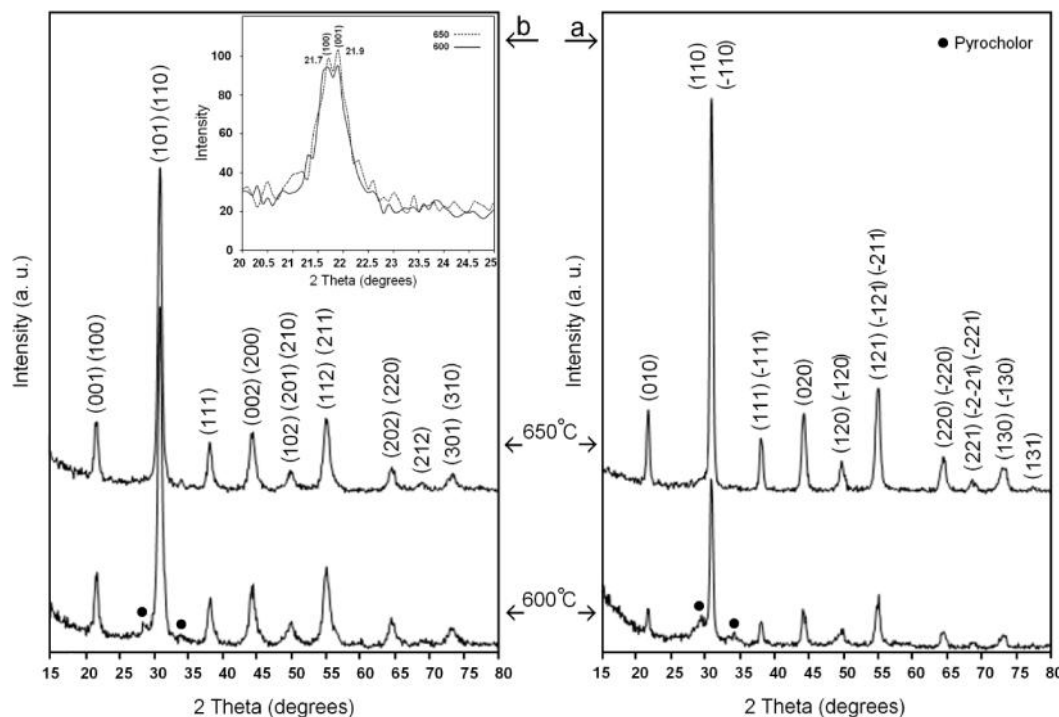 b
a
Intensity (a. u.)
(001) (100)
(101) (110)
(111)
(002) (200)
(102) (201) (210)
(112) (211)
(202) (220)
(212)
(301) (310)
15 20 25 30 35 40 45 50 55 60 65 70 75 80
2 Theta (degrees)
Intensity
100
80
60
40
20
0
650
600
21.7 (100) (001) 21.9
20 20.5 21 21.5 22 22.5 23 23.5 24 24.5 25
2 Theta (degrees)
650°C
600°C
Pyrocholor
Intensity (a. u.)
(010)
(110)
(-110)
(111) (-111)
(020)
(120) (-120)
(121) (-121) (-211)
(220) (-220)
(221) (-2-21) (-221)
(130) (-130)
(131)
15 20 25 30 35 40 45 50 55 60 65 70 75 80
2 Theta (degrees)